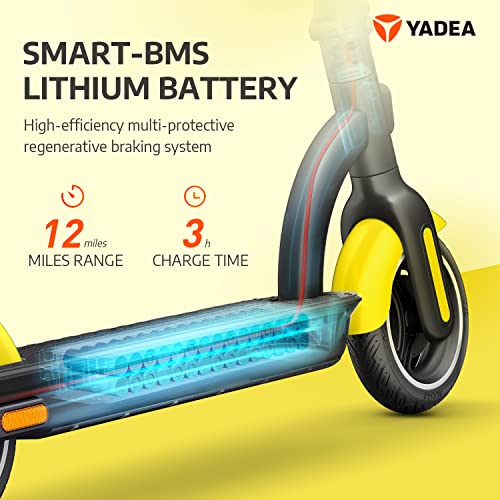 YADEA
SMART-BMS
LITHIUM BATTERY
High-efficiency multi-protective
regenerative braking system
12 miles
MILES RANGE
3 h
CHARGE TIME